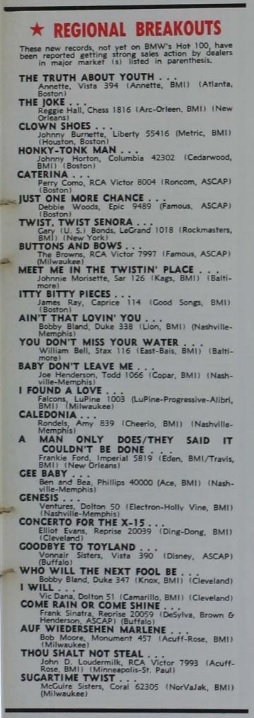 ★ REGIONAL BREAKOUTS
These new records, not yet on BMW's Hot 100, have
been reported getting strong sales action by dealers
in major market (s) listed in parenthesis.
THE TRUTH ABOUT YOUTH . . .
Annette, Vista 394 (Annette, BMI) (Atlanta,
Boston)
THE JOKE . . .
Reggie Hall, Chess 1816 (Arc-Orleen, BMI) (New
Orleans)
CLOWN SHOES . . .
Johnny Burnette, Liberty 55416 (Metric, BMI)
(Houston, Boston)
HONKY-TONK MAN . . .
Johnny Horton, Columbia 42302 (Cedarwood,
BMI) (Boston)
CATERINA . . .
Perry Como, RCA Victor 8004 (Roncom, ASCAP)
(Boston)
JUST ONE MORE CHANCE . . .
Debbie Woods, Epic 9489 (Famous, ASCAP)
(Boston)
TWIST, TWIST SENORA . . .
Gary (U. S.) Bonds, LeGrand 1018 (Rockmasters,
BMI) (New York)
BUTTONS AND BOWS . . .
The Browns, RCA Victor 7997 (Famous, ASCAP)
(Milwaukee)
MEET ME IN THE TWISTIN' PLACE . . .
Johnnie Morisette, Sar 126 (Kags, BMI) (Balti-
more)
ITTY BITTY PIECES . . .
James Ray, Caprice 114 (Good Songs, BMI)
(Boston)
AIN'T THAT LOVIN' YOU . . .
Bobby Bland, Duke 338 (Lion, BMI) (Nashville-
Memphis)
YOU DON'T MISS YOUR WATER . . .
William Bell, Stax 116 (East-Bais, BMI) (Balti-
more)
BABY DON'T LEAVE ME . . .
Joe Henderson, Todd 1066 (Copar, BMI) (Nash-
ville-Memphis)
I FOUND A LOVE . . .
Falcons, LuPine 1003 (LuPine-Progressive-Alibri,
BMI) (Milwaukee)
CALEDONIA . . .
Rondels, Amy 839 (Cheerio, BMI) (Nashville-
Memphis)
A MAN ONLY DOES/THEY SAID IT
COULDN'T BE DONE . . .
Frankie Ford, Imperial 5819 (Eden, BMI/Travis,
BMI) (New Orleans)
GEE BABY . . .
Ben and Bea, Phillips 40000 (Ace, BMI) (Nash-
ville-Memphis)
GENESIS . . .
Ventures, Dolton 50 (Electron-Holly Vine, BMI)
(Nashville-Memphis)
CONCERTO FOR THE X-15 . . .
Elliot Evans, Reprise 20039 (Ding-Dong, BMI)
(Cleveland)
GOODBYE TO TOYLAND . . .
Vonnair Sisters, Vista 390 (Disney, ASCAP)
(Buffalo)
WHO WILL THE NEXT FOOL BE . . .
Bobby Bland, Duke 347 (Knox, BMI) (Cleveland)
I WILL . . .
Vic Dana, Dolton 51 (Camarillo, BMI) (Cleveland)
COME RAIN OR COME SHINE . . .
Frank Sinatra, Reprise 20059 (DeSylva, Brown &
Henderson, ASCAP) (Buffalo)
AUF WIEDERSEHEN MARLENE . . .
Bob Moore, Monument 457 (Acuff-Rose, BMI)
(Milwaukee)
THOU SHALT NOT STEAL . . .
John D. Loudermilk, RCA Victor 7993 (Acuff-
Rose, BMI) (Minneapolis-St. Paul)
SUGARTIME TWIST . . .
McGuire Sisters, Coral 62305 (NorVaJak, BMI)
(Milwaukee)